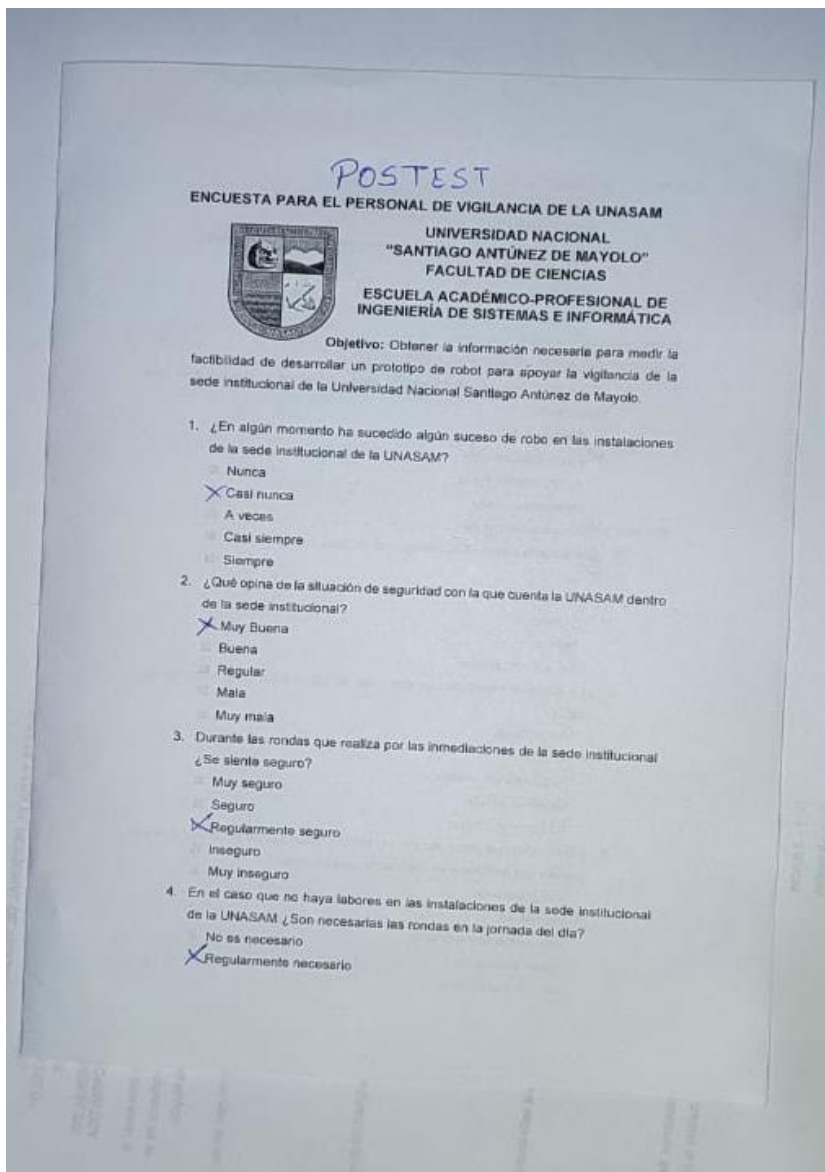 POSTEST
ENCUESTA PARA EL PERSONAL DE VIGILANCIA DE LA UNASAM
UNIVERSIDAD NACIONAL
"SANTIAGO ANTÚNEZ DE MAYOLO"
FACULTAD DE CIENCIAS
ESCUELA ACADÉMICO-PROFESIONAL DE
INGENIERÍA DE SISTEMAS E INFORMÁTICA
Objetivo: Obtener la información necesaria para medir la
factibilidad de desarrollar un prototipo de robot para apoyar la vigilancia de la
sede institucional de la Universidad Nacional Santiago Antúnez de Mayolo.
1. ¿En algún momento ha sucedido algún suceso de robo en las instalaciones
de la sede institucional de la UNASAM?
Nunca
X Casi nunca
A veces
Casi siempre
Siempre
2. ¿Qué opina de la situación de seguridad con la que cuenta la UNASAM dentro
de la sede institucional?
X Muy Buena
Buena
Regular
Mala
Muy mala
3. Durante las rondas que realiza por las inmediaciones de la sede institucional
¿Se siente seguro?
Muy seguro
Seguro
X Regularmente seguro
Inseguro
Muy inseguro
4. En el caso que no haya labores en las instalaciones de la sede institucional
de la UNASAM ¿Son necesarias las rondas en la jornada del día?
No es necesario
X Regularmente necesario